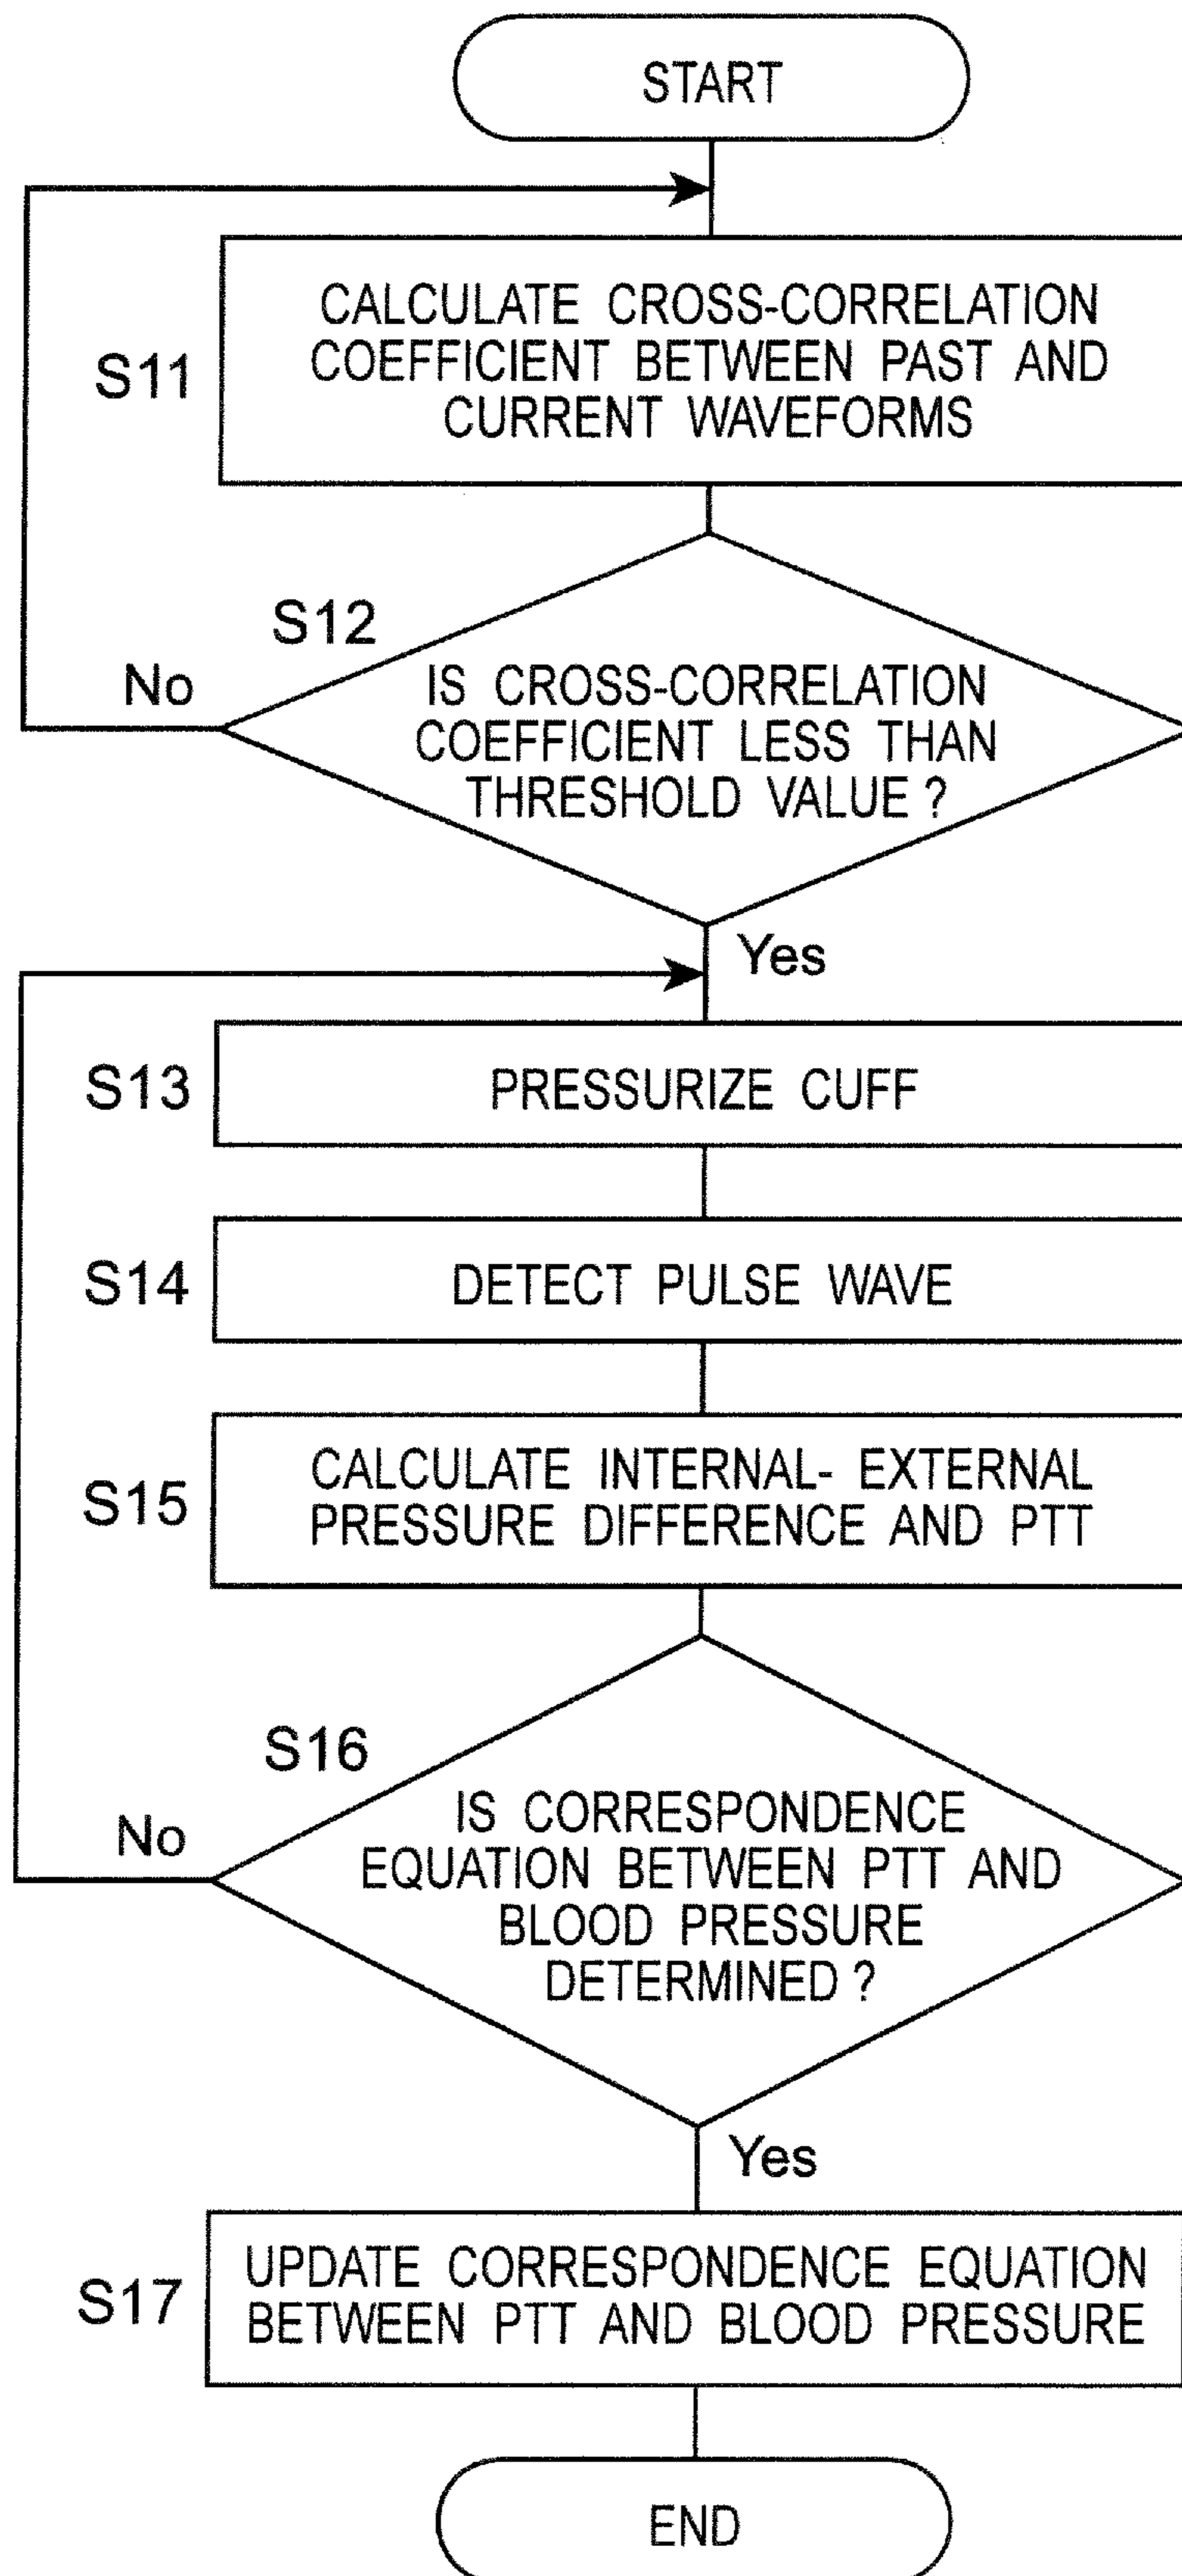 START
S11
CALCULATE CROSS-CORRELATION
COEFFICIENT BETWEEN PAST AND
CURRENT WAVEFORMS
S12
No
IS CROSS-CORRELATION
COEFFICIENT LESS THAN
THRESHOLD VALUE ?
Yes
S13
PRESSURIZE CUFF
S14
DETECT PULSE WAVE
S15
CALCULATE INTERNAL- EXTERNAL
PRESSURE DIFFERENCE AND PTT
S16
No
IS CORRESPONDENCE
EQUATION BETWEEN PTT AND
BLOOD PRESSURE
DETERMINED ?
Yes
S17
UPDATE CORRESPONDENCE EQUATION
BETWEEN PTT AND BLOOD PRESSURE
END